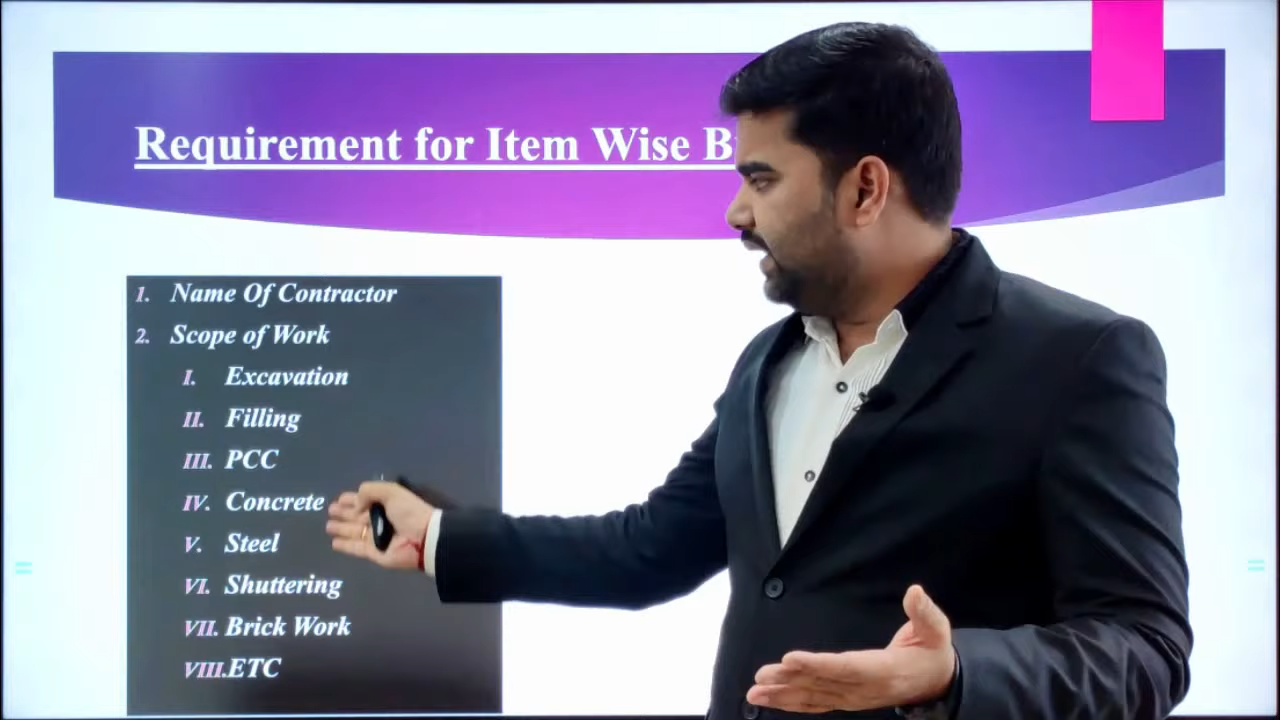 Requirement for Item Wise
1. Name Of Contractor
2. Scope of Work
I. Excavation
II. Filling
III. PCC
IV. Concrete
V. Steel
VI. Shuttering
VII. Brick Work
VIII. ETC